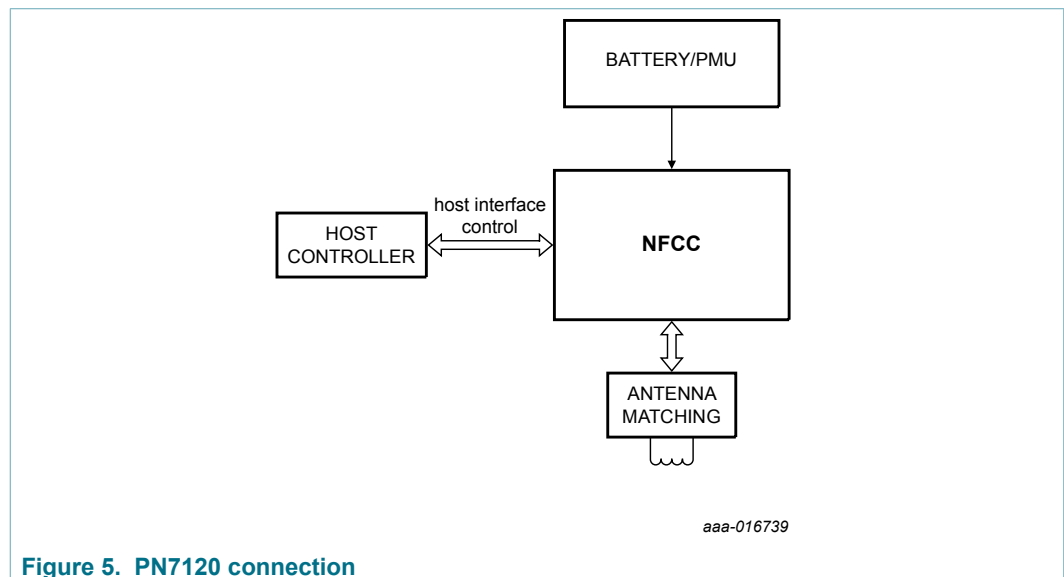 BATTERY/PMU
host interface
control
HOST
CONTROLLER
NFCC
ANTENNA
MATCHING
aaa-016739
Figure 5. PN7120 connection